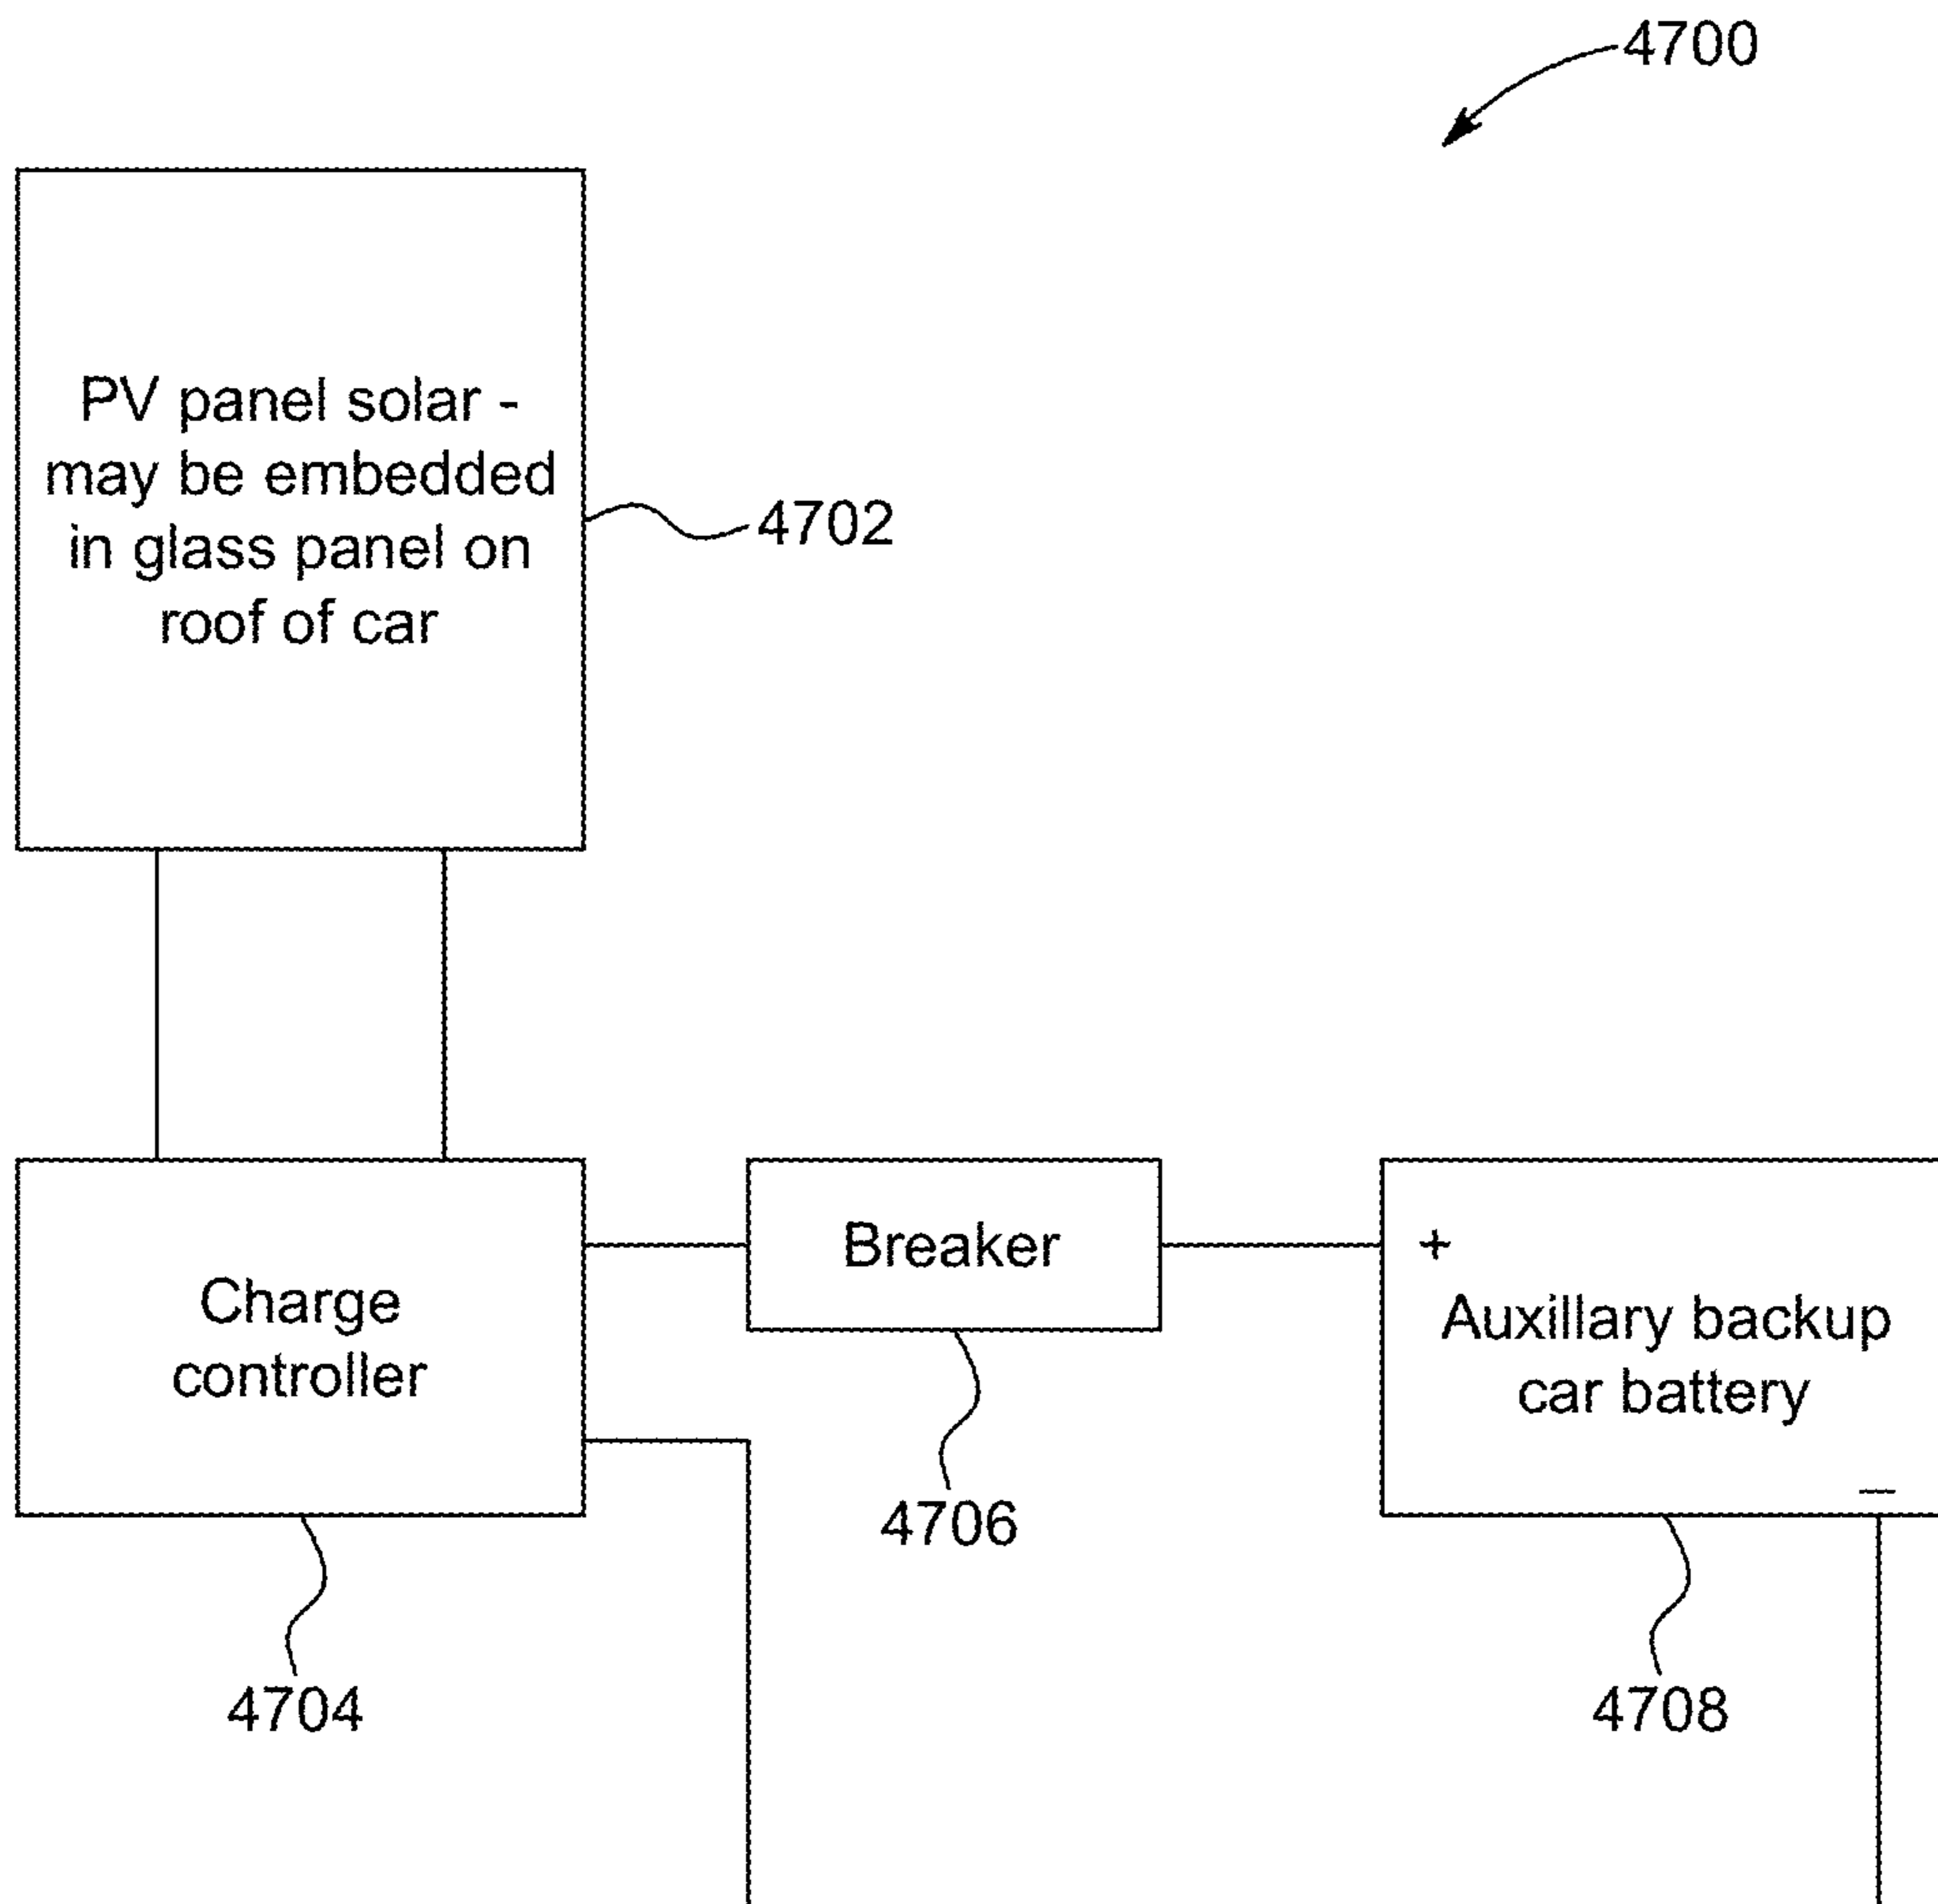 4700
PV panel solar -
may be embedded
in glass panel on
roof of car
4702
Charge
controller
Breaker
+
Auxillary backup
car battery
–
4706
4704
4708